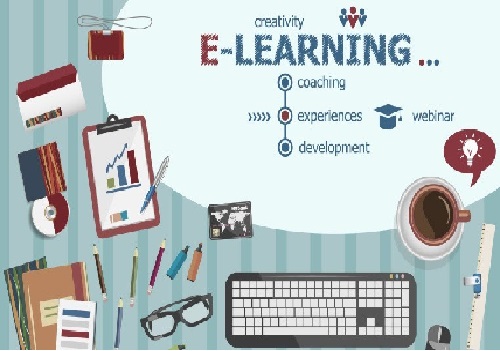 creativity
E-LEARNING ...
coaching
»»» experiences webinar
development